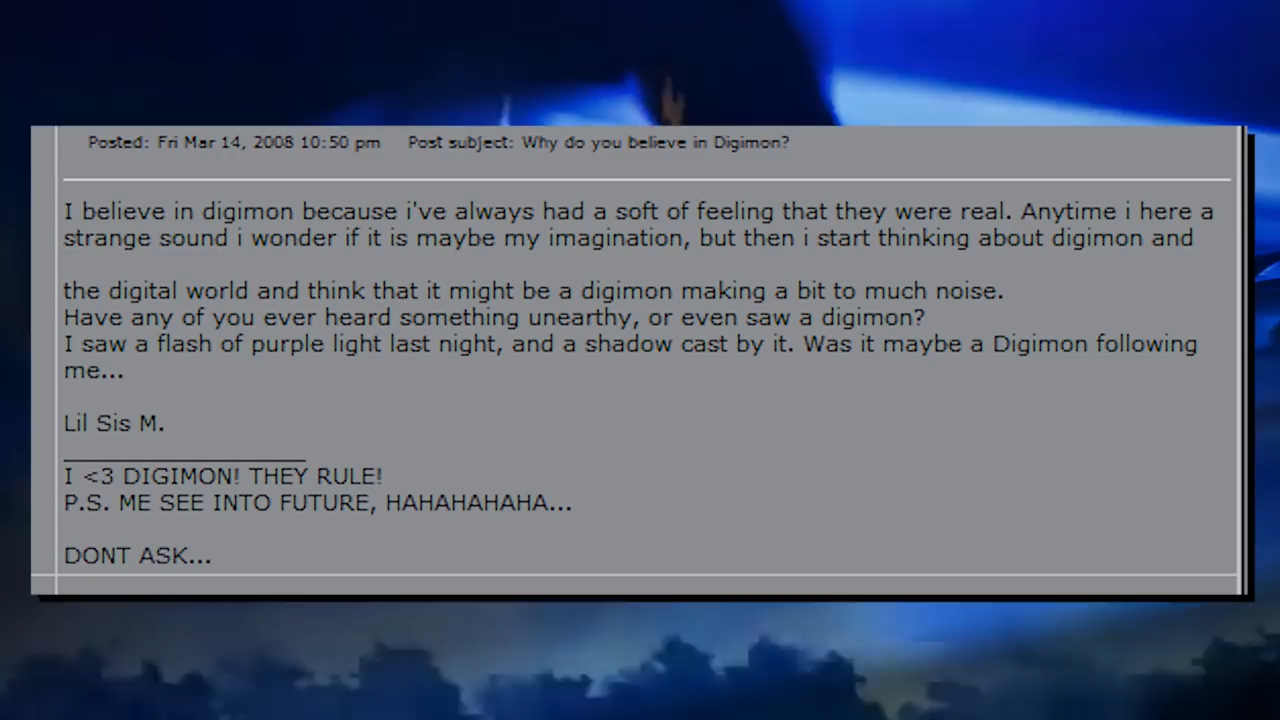 Posted: Fri Mar 14, 2008 10:50 pm Post subject: Why do you believe in Digimon?
I believe in digimon because i've always had a soft of feeling that they were real. Anytime i here a
strange sound i wonder if it is maybe my imagination, but then i start thinking about digimon and
the digital world and think that it might be a digimon making a bit to much noise.
Have any of you ever heard something unearthy, or even saw a digimon?
I saw a flash of purple light last night, and a shadow cast by it. Was it maybe a Digimon following
me...
Lil Sis M.
I <3 DIGIMON! THEY RULE!
P.S. ME SEE INTO FUTURE, HAHAHAHAHA...
DONT ASK...